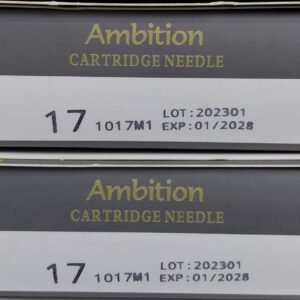 Ambition
CARTRIDGE NEEDLE
17 1017M1 LOT:202301
EXP:01/2028
Ambition
CARTRIDGE NEEDLE
17 1017M1 LOT:202301
EXP:01/2028